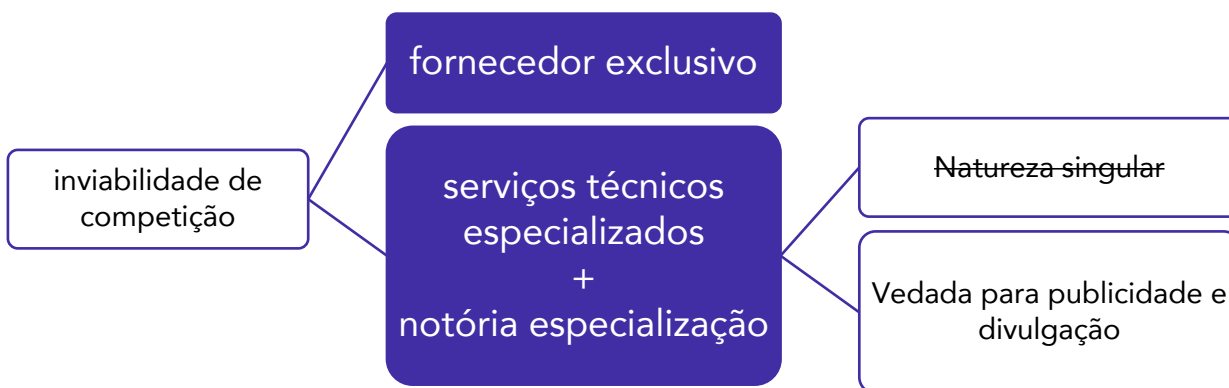 inviabilidade de
competição
fornecedor exclusivo
serviços técnicos
especializados
+
notória especialização
Natureza singular
Vedada para publicidade e
divulgação